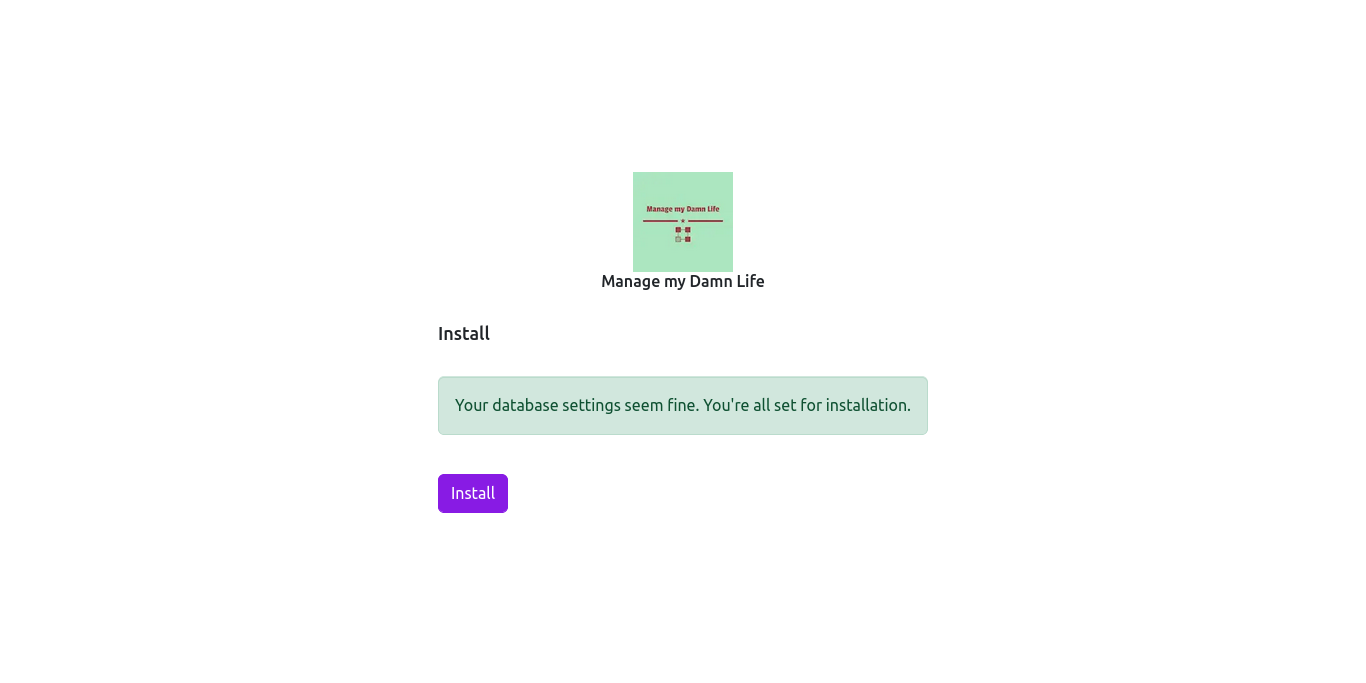 Manage my Damn Life
Manage my Damn Life
Install
Your database settings seem fine. You're all set for installation.
Install